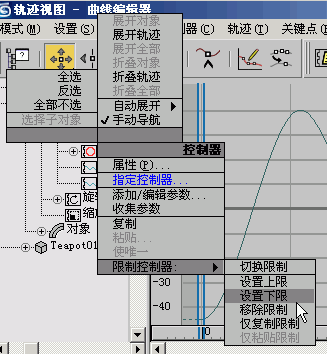 轨迹视图 - 曲线编辑器
模式(M) 设置(S)
制器(C) 轨迹(T) 关键点(
展开对象
展开轨迹
展开全部
折叠对象
折叠轨迹
折叠全部
自动展开
手动导航
全选
反选
全部不选
选择子对象
控制器
属性(P)...
指定控制器...
添加/编辑参数...
收集参数
复制
粘贴...
使唯一
限制控制器:
切换限制
设置上限
设置下限
移除限制
仅复制限制
仅粘贴限制
旋
缩
对象
Teapot01
-30
-40
0